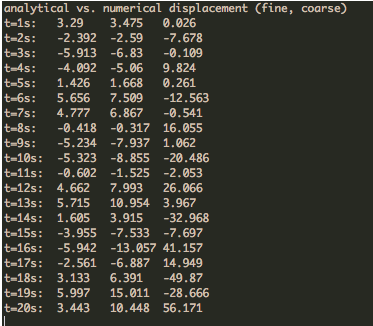 analytical vs. numerical displacement (fine, coarse)
t=1s: 3.29 3.475 0.026
t=2s: -2.392 -2.59 -7.678
t=3s: -5.913 -6.83 -0.109
t=4s: -4.092 -5.06 9.824
t=5s: 1.426 1.668 0.261
t=6s: 5.656 7.509 -12.563
t=7s: 4.777 6.867 -0.541
t=8s: -0.418 -0.317 16.055
t=9s: -5.234 -7.937 1.062
t=10s: -5.323 -8.855 -20.486
t=11s: -0.602 -1.525 -2.053
t=12s: 4.662 7.993 26.066
t=13s: 5.715 10.954 3.967
t=14s: 1.605 3.915 -32.968
t=15s: -3.955 -7.533 -7.697
t=16s: -5.942 -13.057 41.157
t=17s: -2.561 -6.887 14.949
t=18s: 3.133 6.391 -49.87
t=19s: 5.997 15.011 -28.666
t=20s: 3.443 10.448 56.171